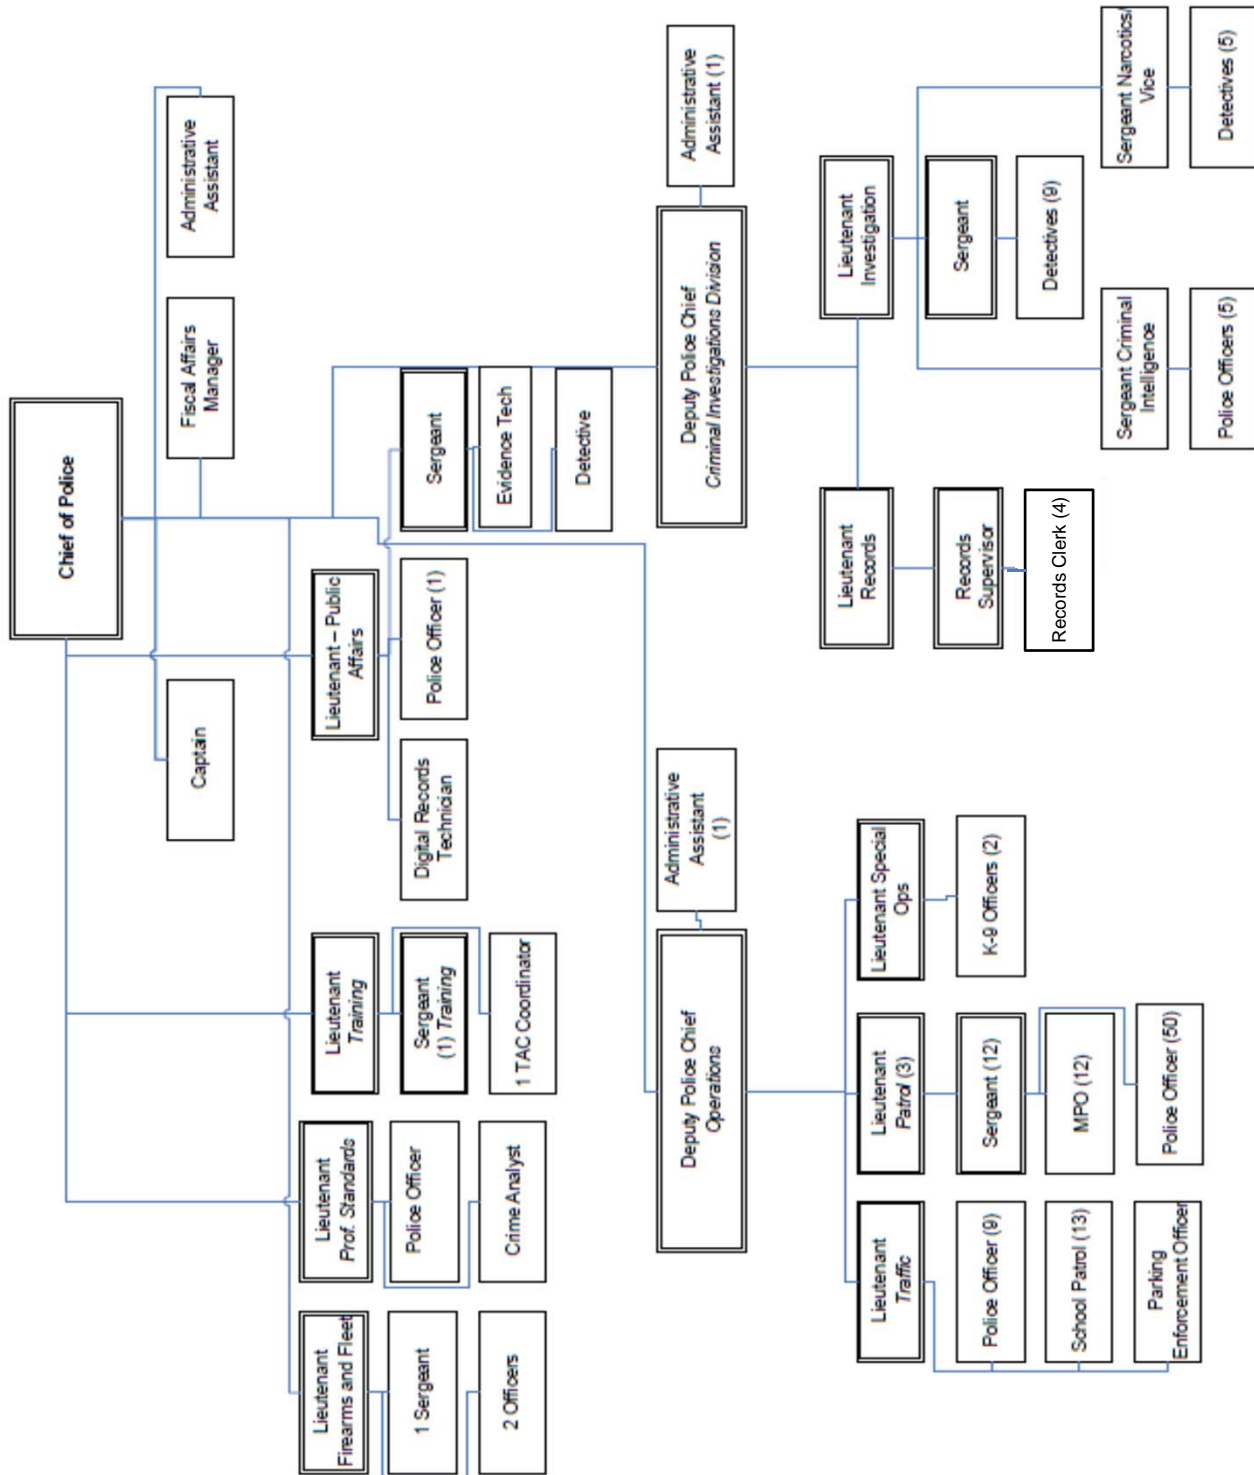 Chief of Police
Captain
Fiscal Affairs
Manager
Administrative
Assistant
Lieutenant
Firearms and Fleet
1 Sergeant
2 Officers
Lieutenant
Prof. Standards
Police Officer
Crime Analyst
Lieutenant
Training
Sergeant
(1) Training
1 TAC Coordinator
Lieutenant – Public
Affairs
Digital Records
Technician
Police Officer (1)
Sergeant
Evidence Tech
Detective
Deputy Police Chief
Operations
Administrative
Assistant
(1)
Deputy Police Chief
Criminal Investigations Division
Administrative
Assistant (1)
Lieutenant
Traffic
Police Officer (9)
School Patrol (13)
Parking
Enforcement Officer
Lieutenant
Patrol (3)
Sergeant (12)
MPO (12)
Police Officer (50)
Lieutenant Special
Ops
K-9 Officers (2)
Lieutenant
Records
Records
Supervisor
Records Clerk (4)
Lieutenant
Investigation
Sergeant
Detectives (9)
Sergeant Criminal
Intelligence
Police Officers (5)
Sergeant Narcotics/
Vice
Detectives (5)